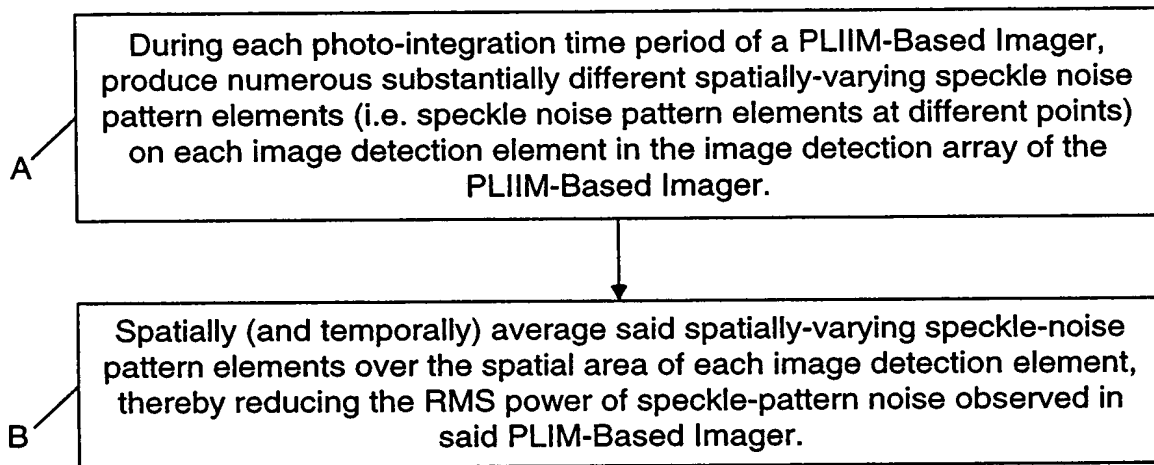 During each photo-integration time period of a PLIIM-Based Imager,
produce numerous substantially different spatially-varying speckle noise
pattern elements (i.e. speckle noise pattern elements at different points)
on each image detection element in the image detection array of the
PLIIM-Based Imager.
A
Spatially (and temporally) average said spatially-varying speckle-noise
pattern elements over the spatial area of each image detection element,
thereby reducing the RMS power of speckle-pattern noise observed in
said PLIM-Based Imager.
B